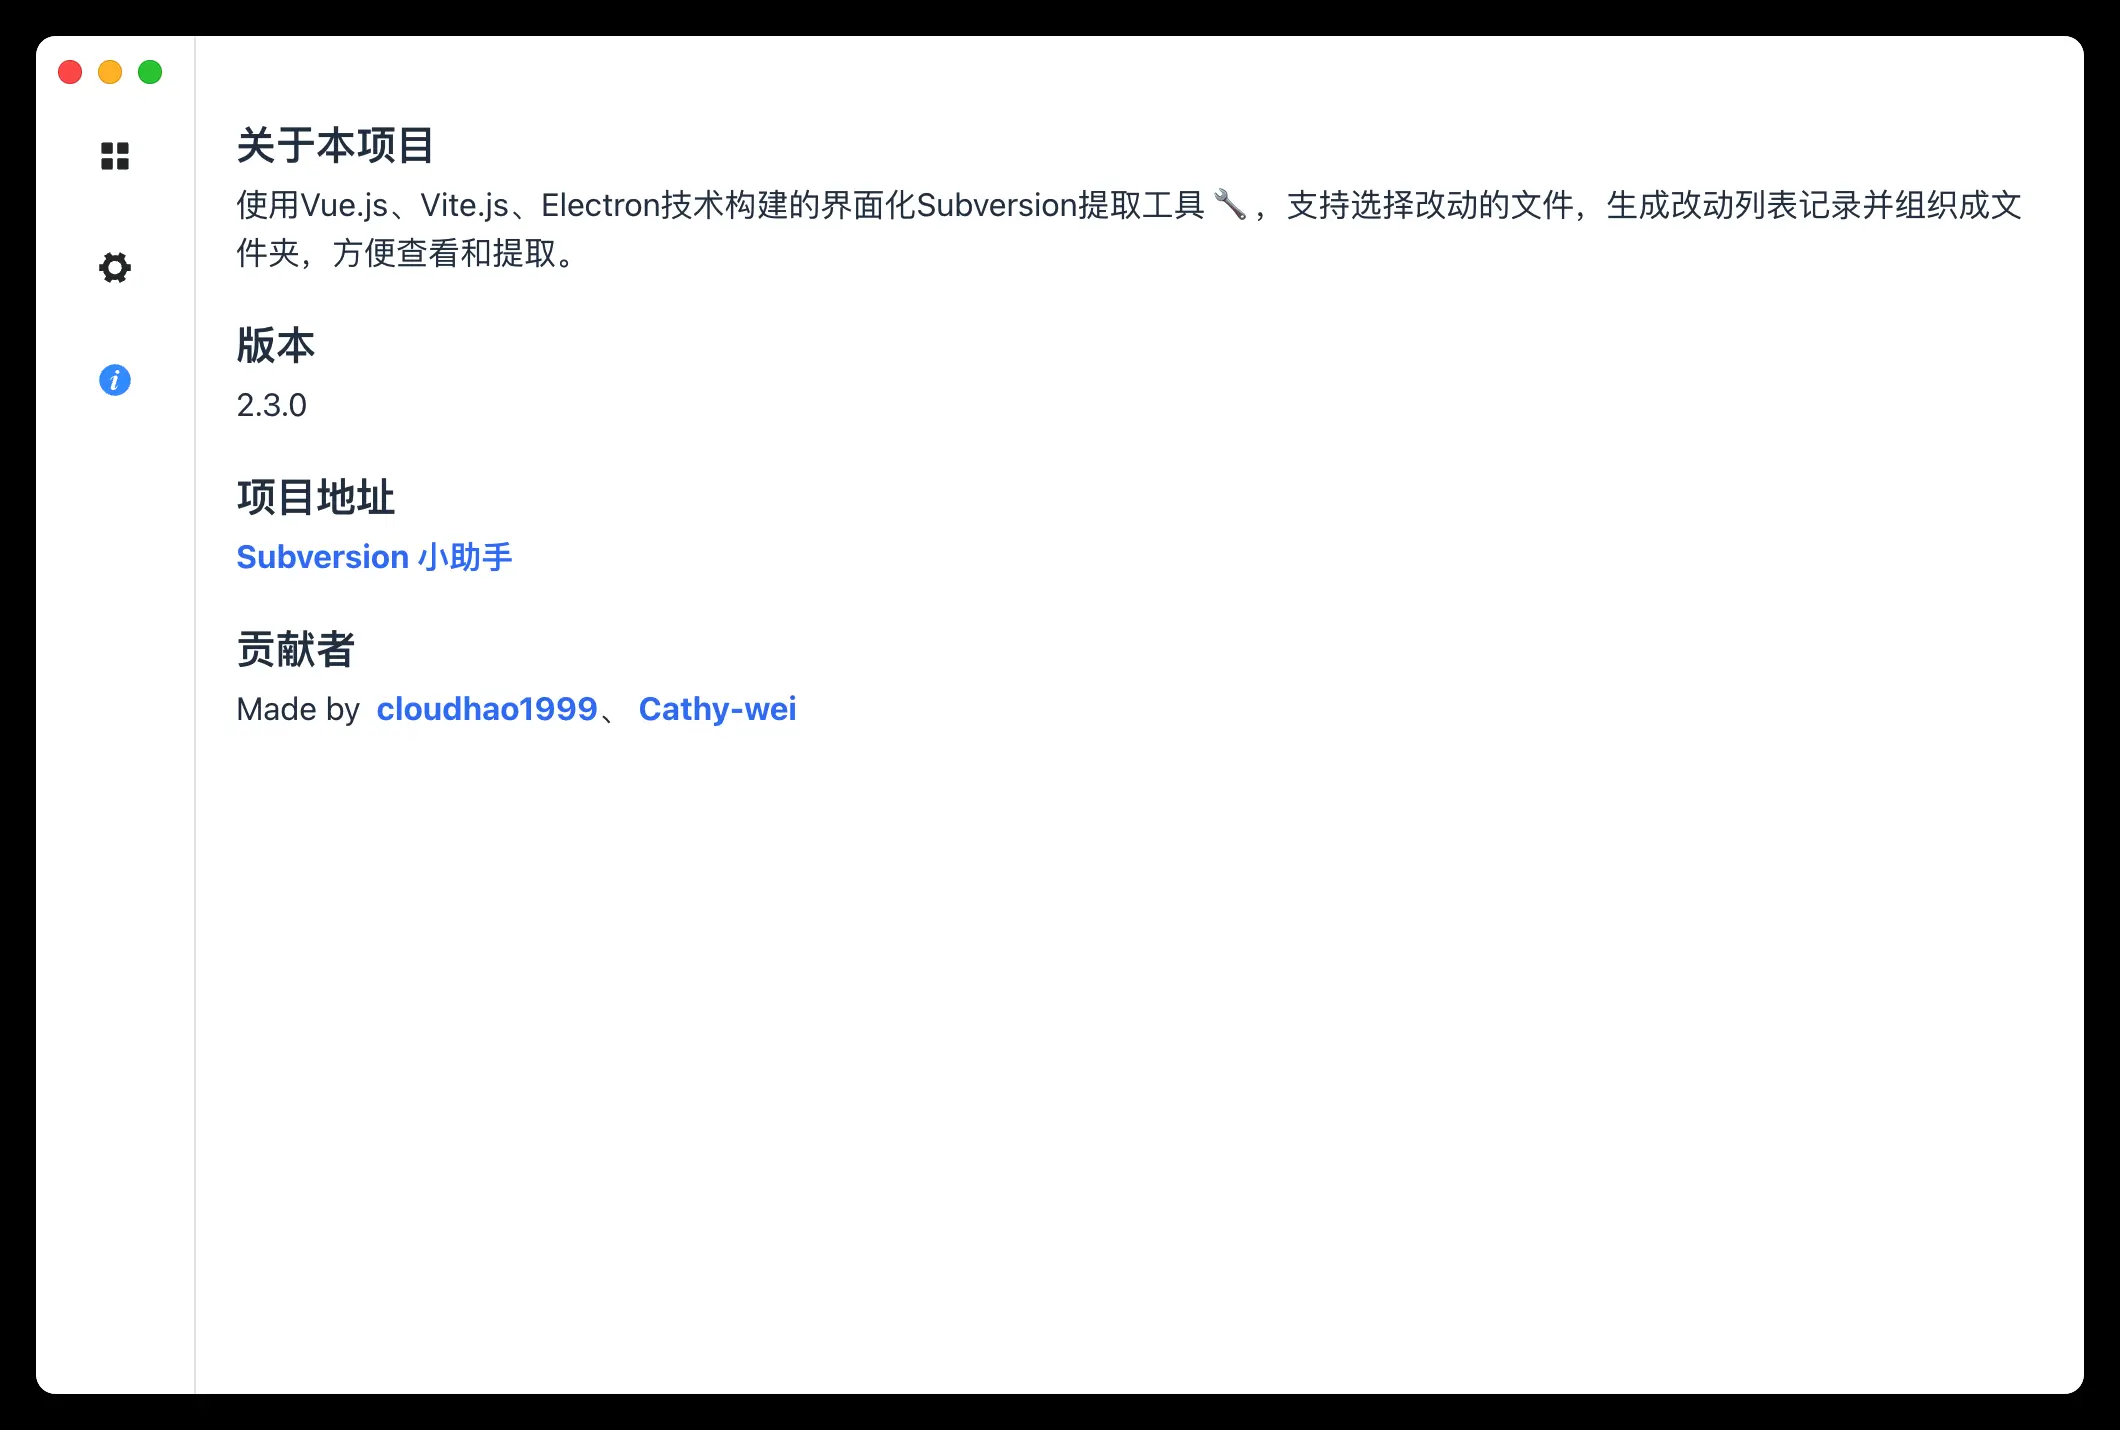 关于本项目
使用Vue.js、Vite.js、Electron技术构建的界面化Subversion提取工具🔧，支持选择改动的文件，生成改动列表记录并组织成文
件夹，方便查看和提取。
版本
2.3.0
项目地址
Subversion 小助手
贡献者
Made by cloudhao1999、 Cathy-wei